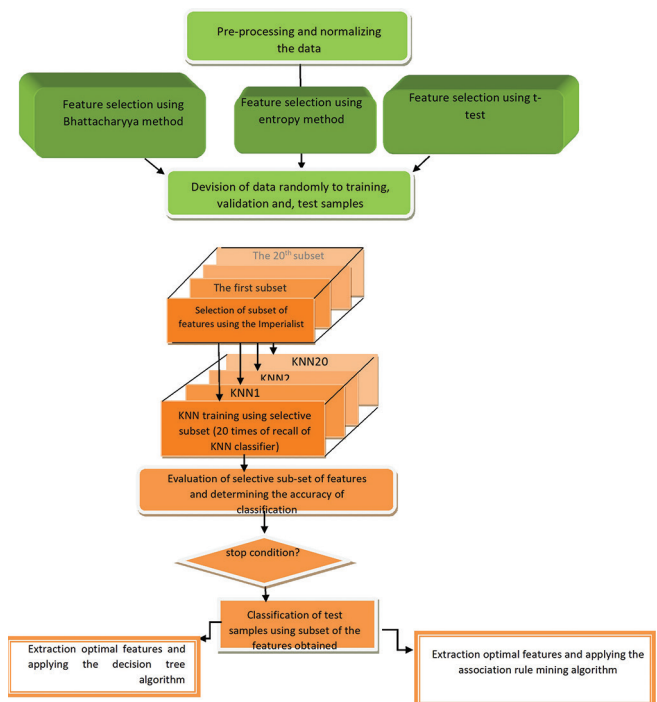 Pre-processing and normalizing
the data
Feature selection using
Bhattacharyya method
Feature selection using
entropy method
Feature selection using t-
test
Devision of data randomly to training,
validation and, test samples
The 20th subset
The first subset
Selection of subset of
features using the Imperialist
KNN20
KNN2
KNN1
KNN training using selective
subset (20 times of recall of
KNN classifier)
Evaluation of selective sub-set of features
and determining the accuracy of
classification
stop condition?
Classification of test
samples using subset of the
features obtained
Extraction optimal features and
applying the decision tree
algorithm
Extraction optimal features and applying the
association rule mining algorithm